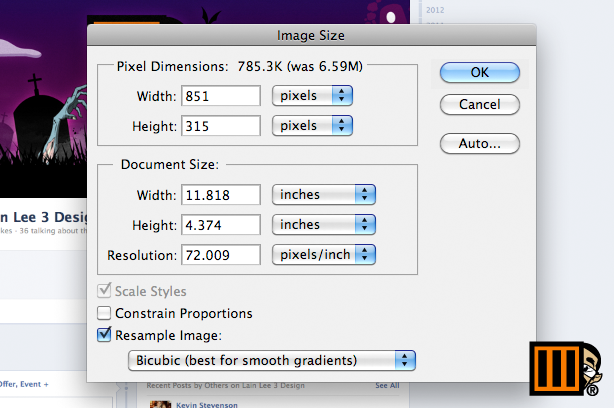 2012
Image Size
Pixel Dimensions: 785.3K (was 6.59M)
Width: 851 pixels
Height: 315 pixels
Document Size:
Width: 11.818 inches
Height: 4.374 inches
Resolution: 72.009 pixels/inch
Scale Styles
Constrain Proportions
Resample Image:
Bicubic (best for smooth gradients)
OK
Cancel
Auto...
ain Lee 3 Desig
kes · 36 talking about th
Offer, Event +
Recent Posts by Others on Lain Lee 3 Design See All
Kevin Stevenson
®